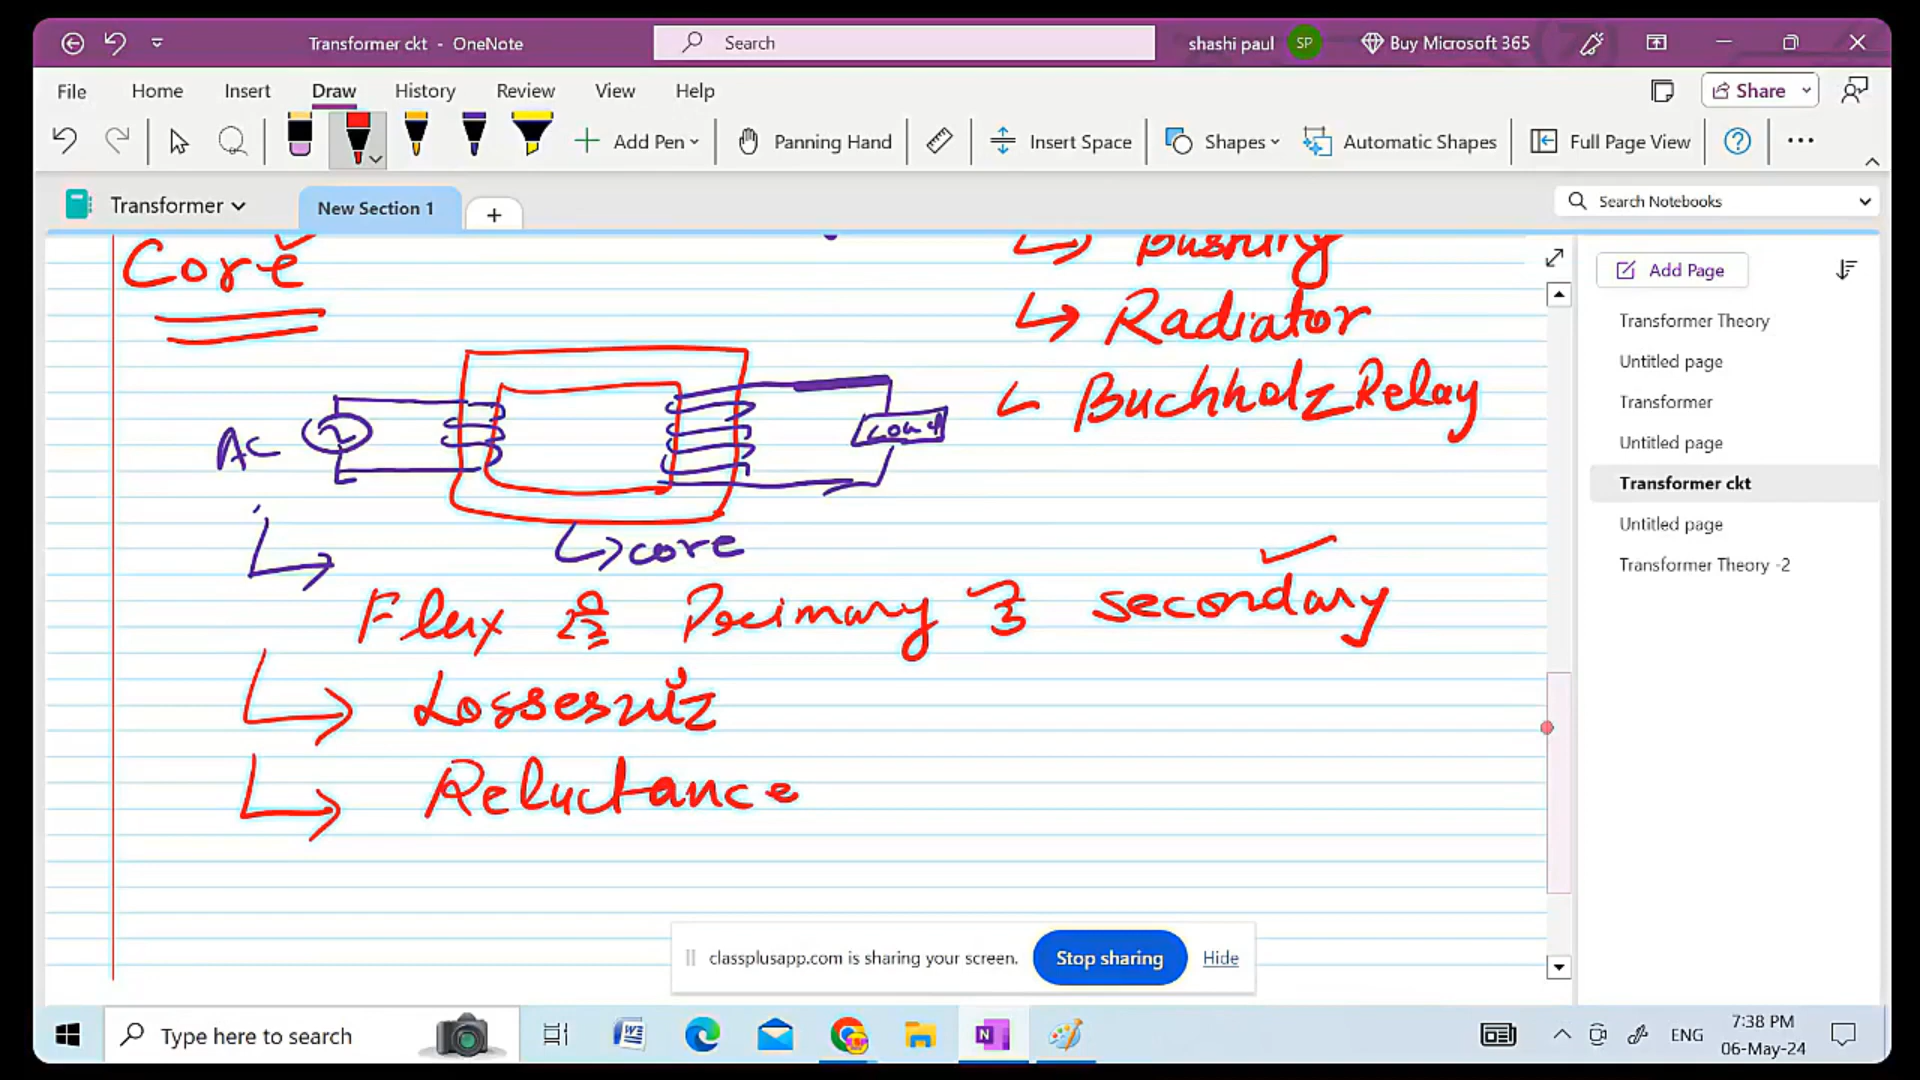 Transformer ckt - OneNote
Search
shashi paul
SP
Buy Microsoft 365
File Home Insert Draw History Review View Help
Share
Add Pen
Panning Hand
Insert Space
Shapes
Automatic Shapes
Full Page View
Transformer
New Section 1
Search Notebooks
Core
Bushing
Radiator
Buchholz Relay
AC
Load
core
Flux Primary secondary
Losses
Reluctance
Add Page
Transformer Theory
Untitled page
Transformer
Untitled page
Transformer ckt
Untitled page
Transformer Theory -2
classplusapp.com is sharing your screen.
Stop sharing
Hide
Type here to search
ENG
7:38 PM
06-May-24